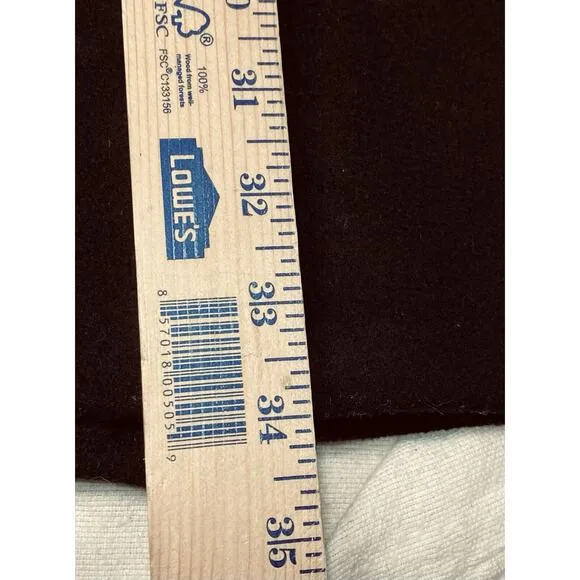 FSC®
FSC® C133156
100%
Wood from well-
managed forests
LOWE'S
8 57018 00505 9
0
31
32
33
34
35